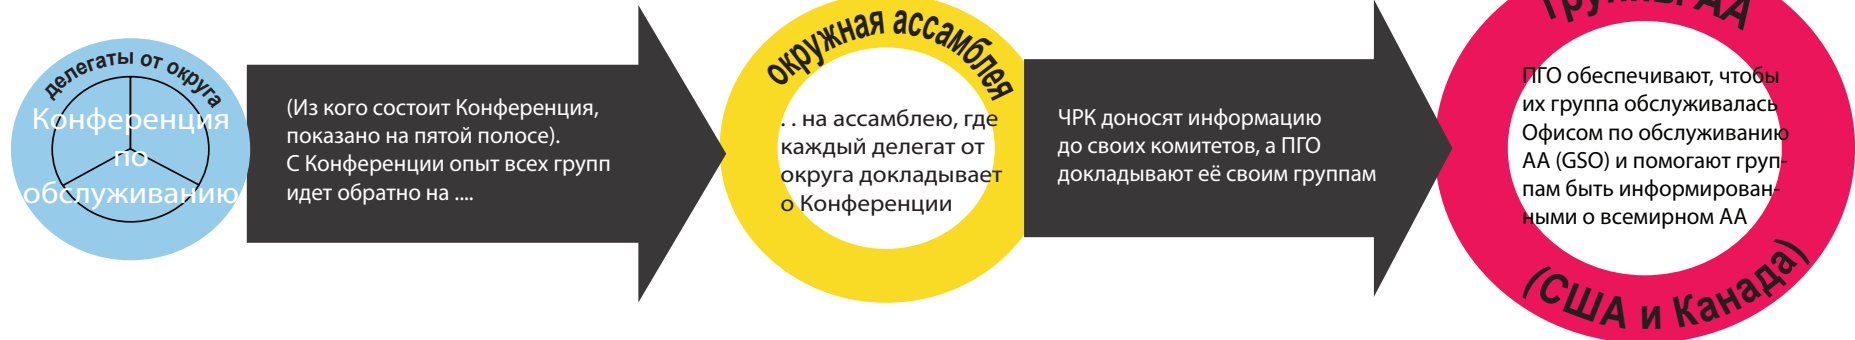 делегаты от округа
Конференция
по
обслуживанию
(Из кого состоит Конференция,
показано на пятой полосе).
С Конференции опыт всех групп
идет обратно на ....
окружная ассамблея
. . на ассамблею, где
каждый делегат от
округа докладывает
о Конференции
ЧРК доносят информацию
до своих комитетов, а ПГО
докладывают её своим группам
Группы АА
ПГО обеспечивают, чтобы
их группа обслуживалась
Офисом по обслуживанию
АА (GSO) и помогают груп-
пам быть информирован-
ными о всемирном АА
(США и Канада)